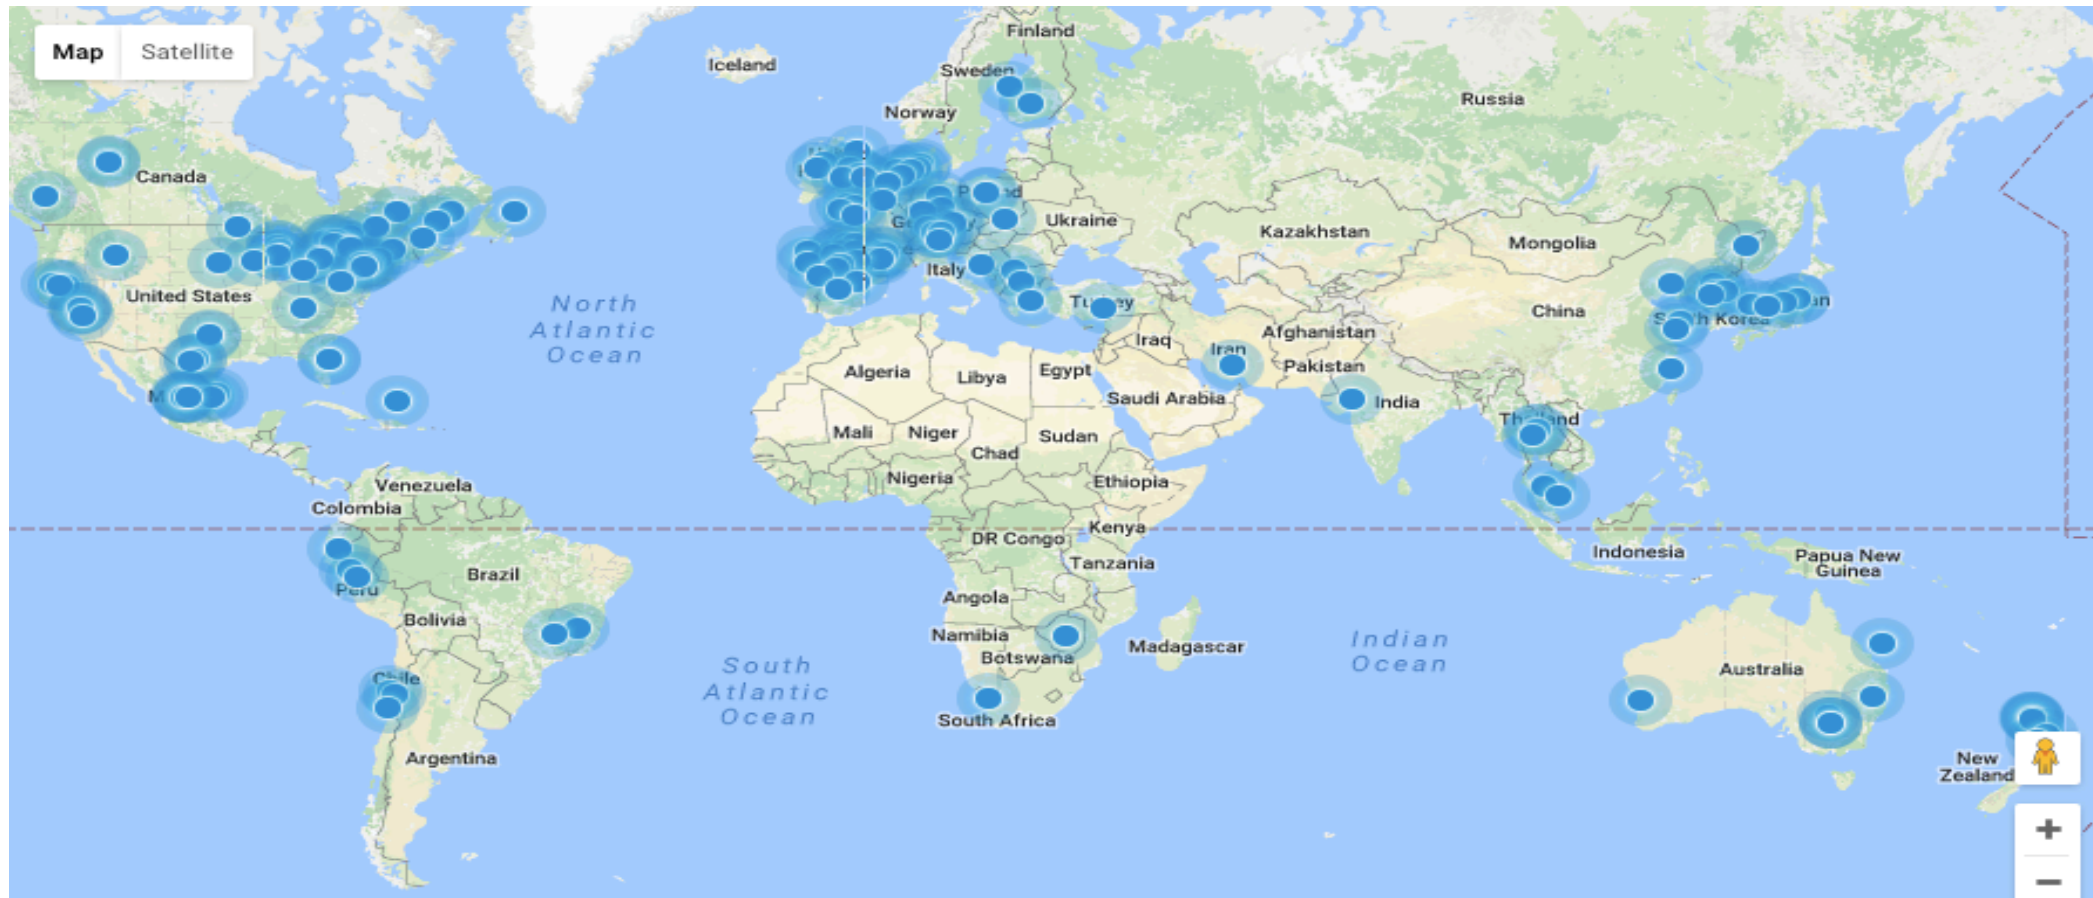 Map Satellite
Iceland
Finland
Sweden
Norway
Russia
Canada
Ukraine
Kazakhstan
Mongolia
United States
Italy
North
Atlantic
Ocean
China
Iraq
Iran
Afghanistan
Pakistan
Algeria
Libya
Egypt
Saudi Arabia
India
Mali
Niger
Chad
Sudan
Nigeria
Ethiopia
Venezuela
Colombia
DR Congo
Kenya
Tanzania
Indonesia
Papua New
Guinea
Brazil
Peru
Bolivia
Angola
Namibia
Botswana
Madagascar
South
Atlantic
Ocean
Indian
Ocean
Australia
Chile
South Africa
Argentina
New
Zealand